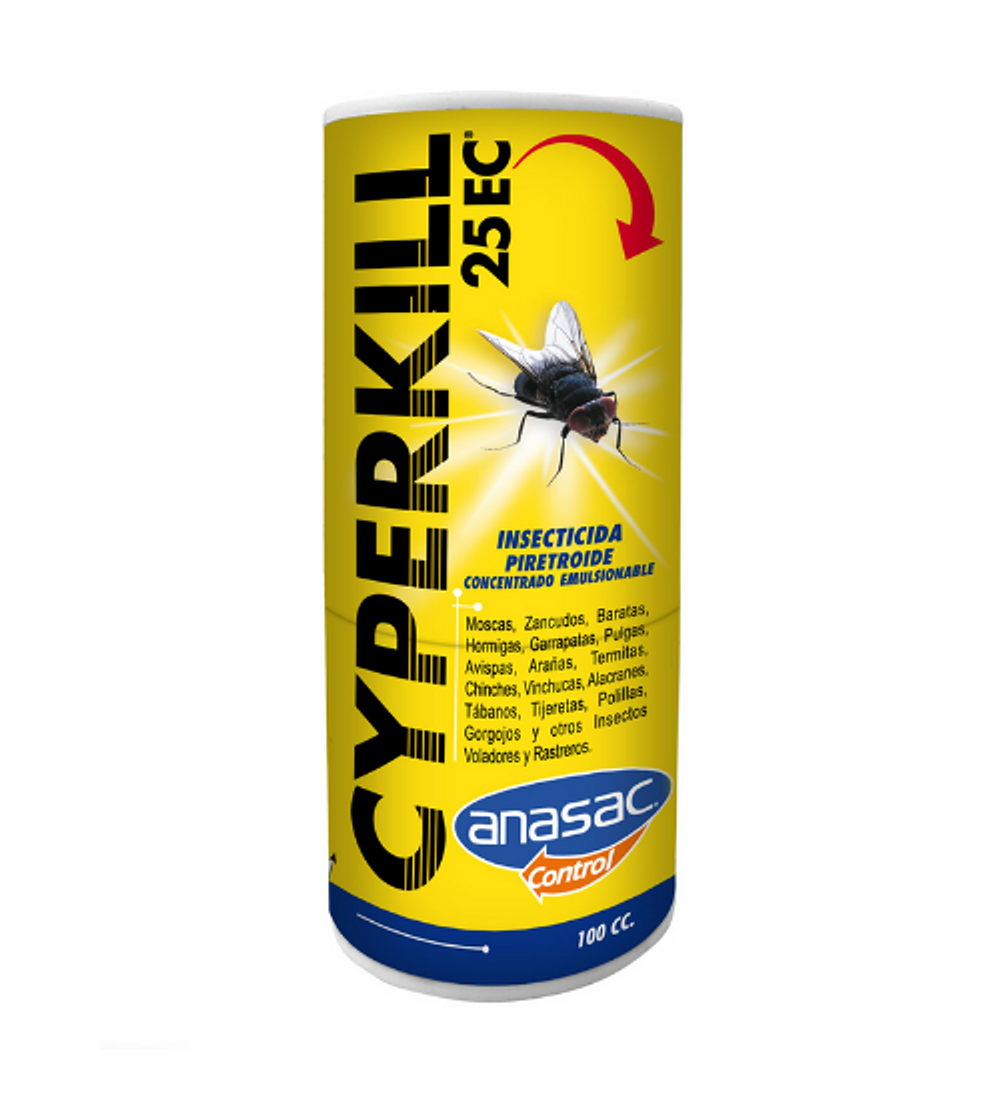 CYPERKILL
25 EC®
INSECTICIDA
PIRETROIDE
CONCENTRADO EMULSIONABLE
Moscas, Zancudos, Baratas,
Hormigas, Garrapatas, Pulgas,
Avispas, Arañas, Termitas,
Chinches, Vinchucas, Alacranes,
Tábanos, Tijeretas, Polillas,
Gorgojos y otros Insectos
Voladores y Rastreros.
anasac
Control
100 CC.